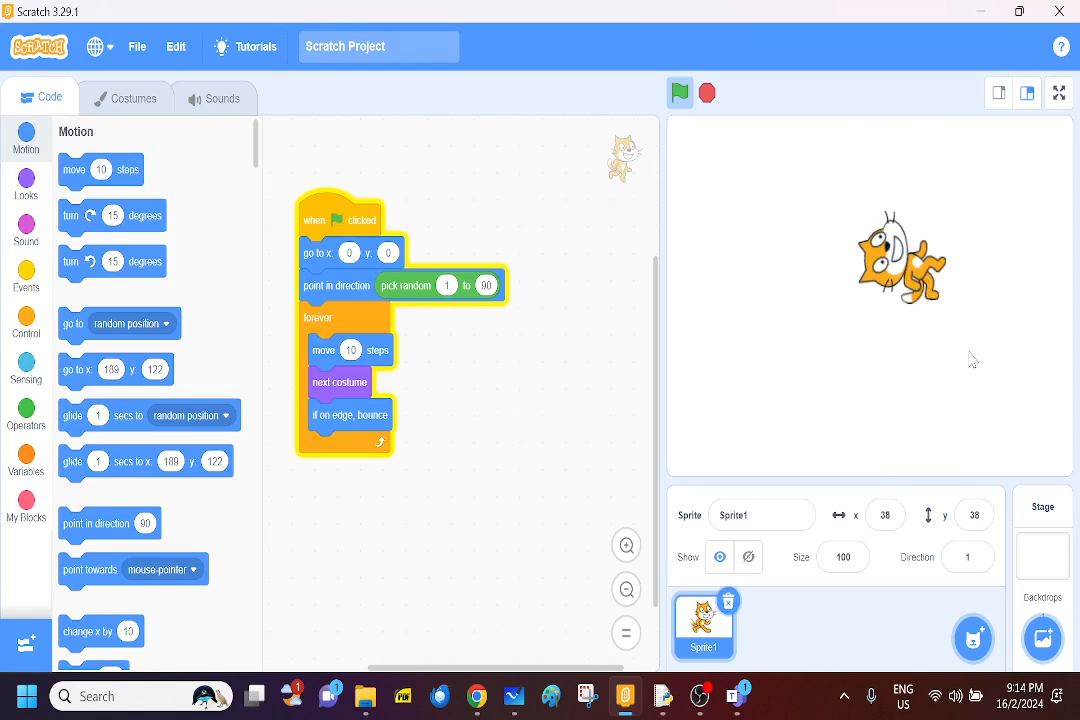 Scratch 3.29.1
SCRATCH File Edit Tutorials Scratch Project ?
Code Costumes Sounds
Motion
Looks
Sound
Events
Control
Sensing
Operators
Variables
My Blocks
Motion
move 10 steps
turn 15 degrees
turn 15 degrees
go to random position
go to x: 189 y: 122
glide 1 secs to random position
glide 1 secs to x: 189 y: 122
point in direction 90
point towards mouse-pointer
change x by 10
when clicked
go to x: 0 y: 0
point in direction pick random 1 to 90
forever
move 10 steps
next costume
if on edge, bounce
Sprite Sprite1 x 38 y 38
Show Size 100 Direction 1
Sprite1
Stage
Backdrops
Search 1 1 PDF 1 ENG 9:14 PM
US 16/2/2024